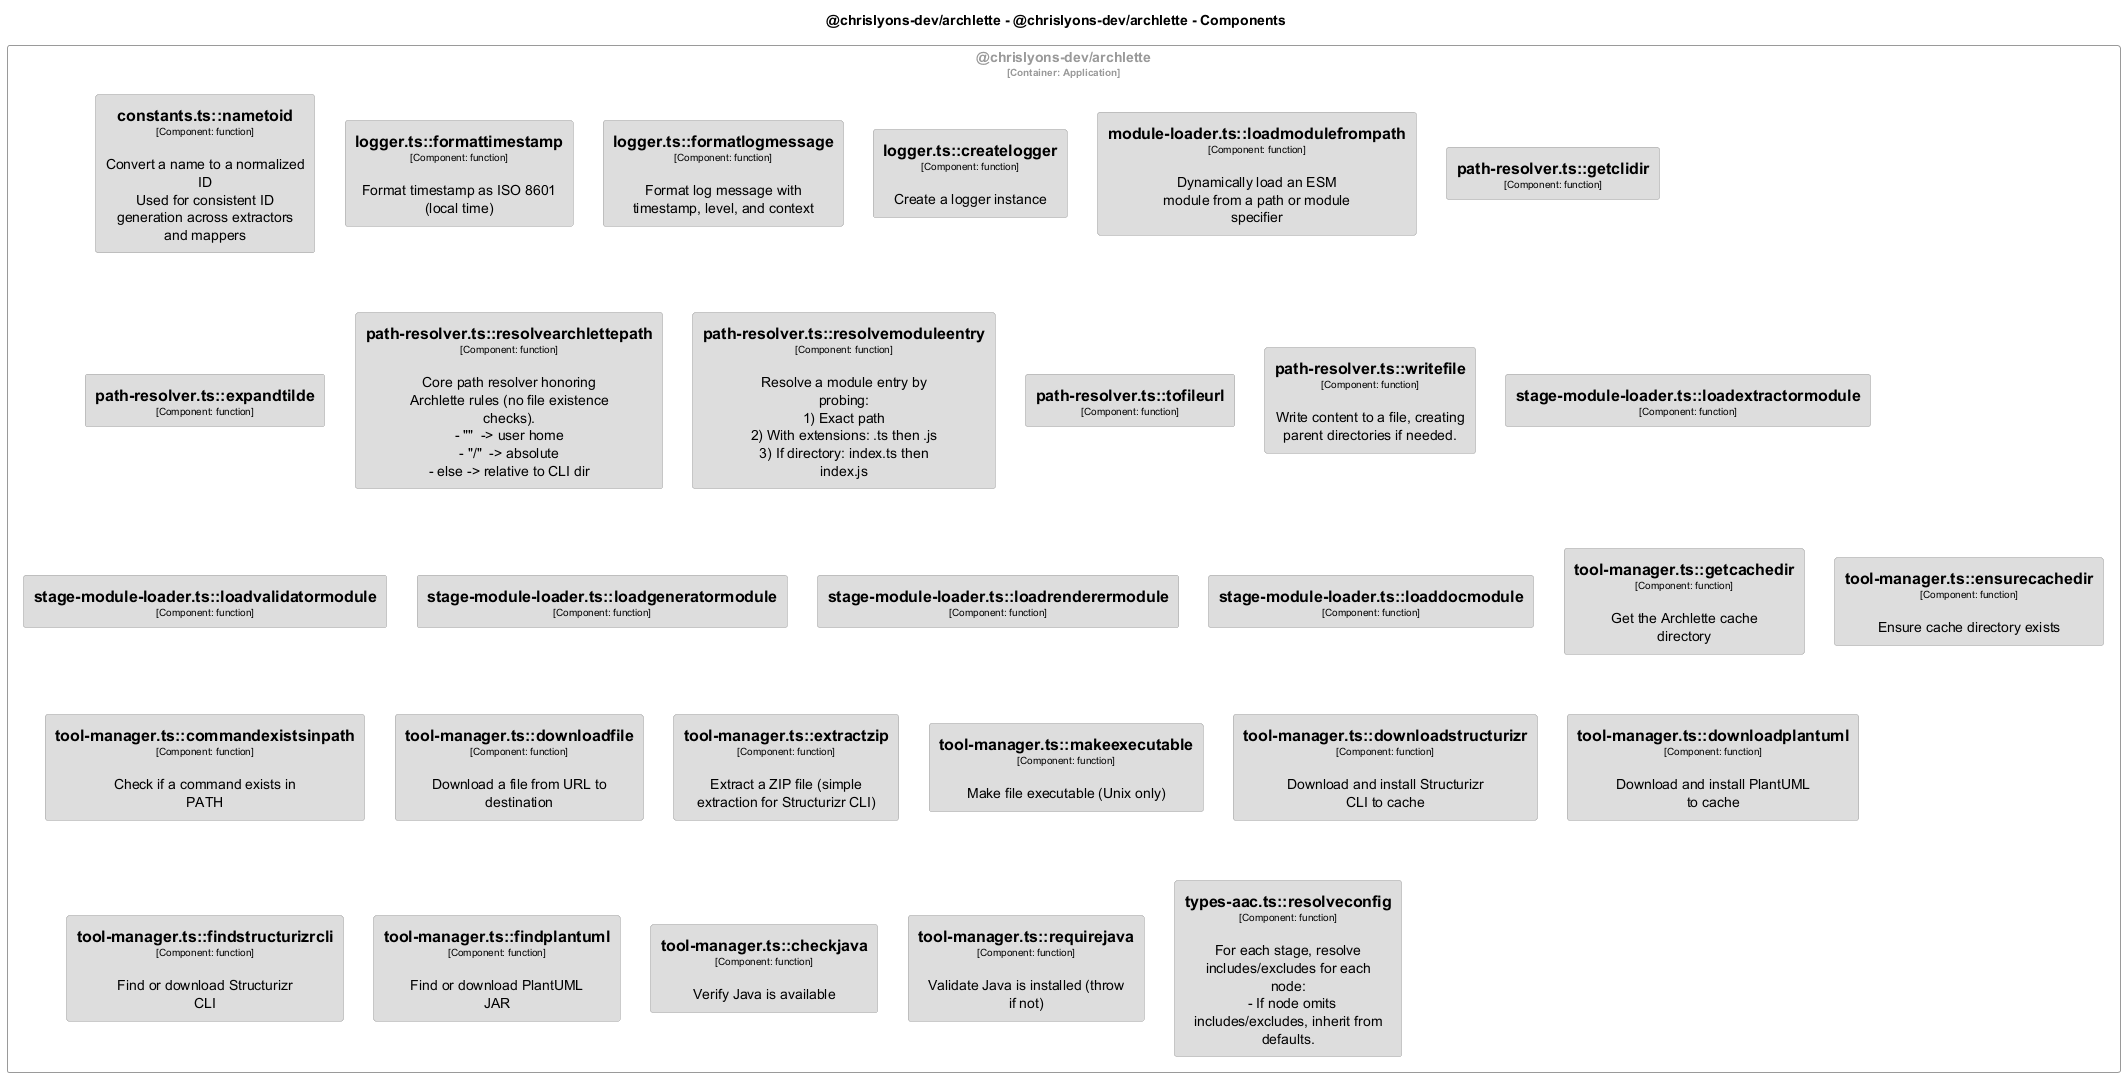 @chrislyons-dev/archlette - @chrislyons-dev/archlette - Components
@chrislyons-dev/archlette
[Container: Application]
constants.ts::nametoid
[Component: function]
Convert a name to a normalized
ID
Used for consistent ID
generation across extractors
and mappers
logger.ts::formattimestamp
[Component: function]
Format timestamp as ISO 8601
(local time)
logger.ts::formatlogmessage
[Component: function]
Format log message with
timestamp, level, and context
logger.ts::createlogger
[Component: function]
Create a logger instance
module-loader.ts::loadmodulefrompath
[Component: function]
Dynamically load an ESM
module from a path or module
specifier
path-resolver.ts::getclidir
[Component: function]
path-resolver.ts::expandtilde
[Component: function]
path-resolver.ts::resolvearchlettepath
[Component: function]
Core path resolver honoring
Archlette rules (no file existence
checks).
- "" -> user home
- "/" -> absolute
- else -> relative to CLI dir
path-resolver.ts::resolvemoduleentry
[Component: function]
Resolve a module entry by
probing:
1) Exact path
2) With extensions: .ts then .js
3) If directory: index.ts then
index.js
path-resolver.ts::tofileurl
[Component: function]
path-resolver.ts::writefile
[Component: function]
Write content to a file, creating
parent directories if needed.
stage-module-loader.ts::loadextractormodule
[Component: function]
stage-module-loader.ts::loadvalidatormodule
[Component: function]
stage-module-loader.ts::loadgeneratormodule
[Component: function]
stage-module-loader.ts::loadrenderermodule
[Component: function]
stage-module-loader.ts::loaddocmodule
[Component: function]
tool-manager.ts::getcachedir
[Component: function]
Get the Archlette cache
directory
tool-manager.ts::ensurecachedir
[Component: function]
Ensure cache directory exists
tool-manager.ts::commandexistsinpath
[Component: function]
Check if a command exists in
PATH
tool-manager.ts::downloadfile
[Component: function]
Download a file from URL to
destination
tool-manager.ts::extractzip
[Component: function]
Extract a ZIP file (simple
extraction for Structurizr CLI)
tool-manager.ts::makeexecutable
[Component: function]
Make file executable (Unix only)
tool-manager.ts::downloadstructurizr
[Component: function]
Download and install Structurizr
CLI to cache
tool-manager.ts::downloadplantuml
[Component: function]
Download and install PlantUML
to cache
tool-manager.ts::findstructurizrcli
[Component: function]
Find or download Structurizr
CLI
tool-manager.ts::findplantuml
[Component: function]
Find or download PlantUML
JAR
tool-manager.ts::checkjava
[Component: function]
Verify Java is available
tool-manager.ts::requirejava
[Component: function]
Validate Java is installed (throw
if not)
types-aac.ts::resolveconfig
[Component: function]
For each stage, resolve
includes/excludes for each
node:
- If node omits
includes/excludes, inherit from
defaults.